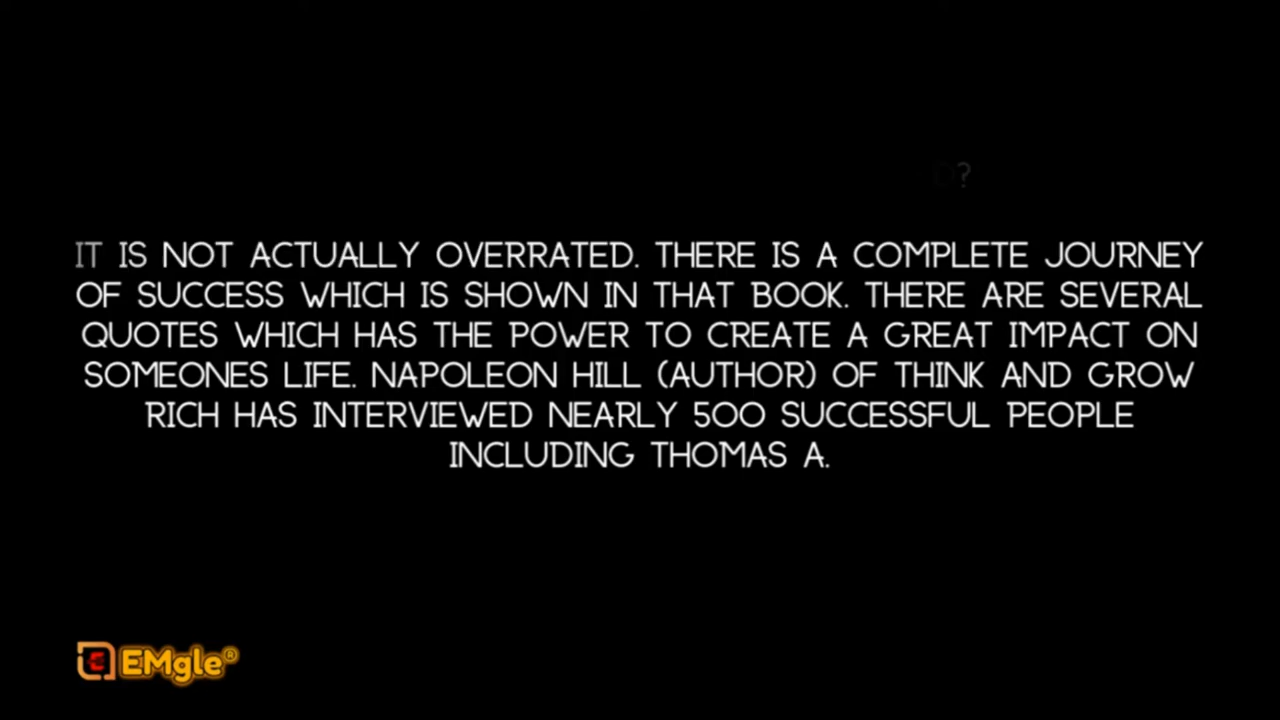 D?
IT IS NOT ACTUALLY OVERRATED. THERE IS A COMPLETE JOURNEY
OF SUCCESS WHICH IS SHOWN IN THAT BOOK. THERE ARE SEVERAL
QUOTES WHICH HAS THE POWER TO CREATE A GREAT IMPACT ON
SOMEONES LIFE. NAPOLEON HILL (AUTHOR) OF THINK AND GROW
RICH HAS INTERVIEWED NEARLY 500 SUCCESSFUL PEOPLE
INCLUDING THOMAS A.
EMgle®